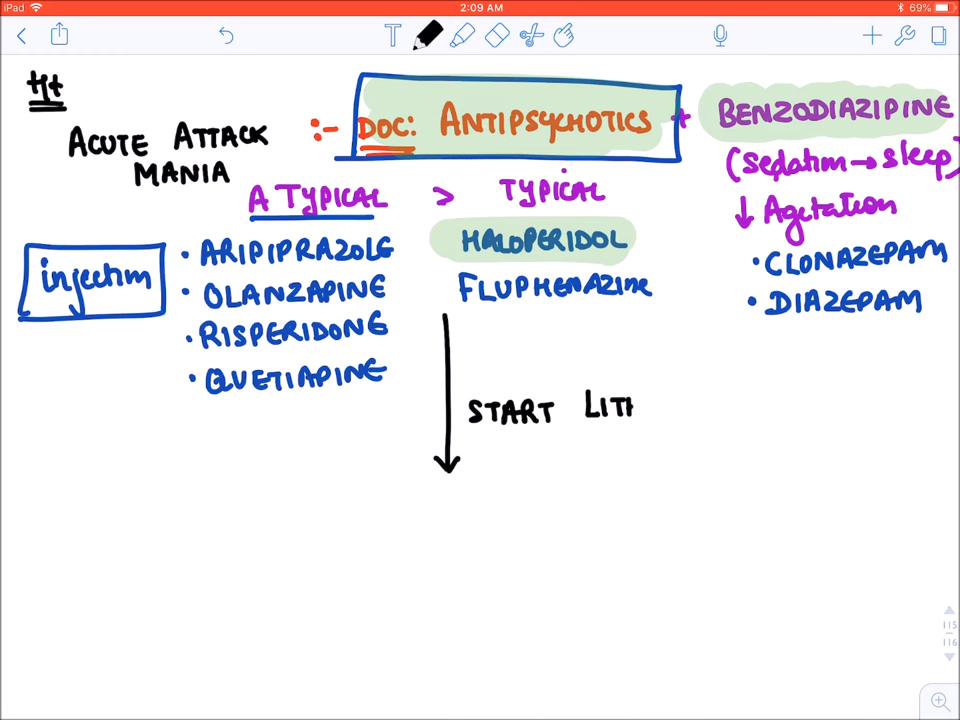 iPad 2:09 AM 69%
T
Ht
ACUTE ATTACK MANIA :- DOC: ANTIPSYCHOTICS + BENZODIAZIPINE
(Sedation → Sleep)
↓ Agitation
A TYPICAL > TYPICAL
injection
• ARIPIPRAZOLE
• OLANZAPINE
• RISPERIDONE
• QUETIAPINE
HALOPERIDOL
FLUPHENAZINE
• CLONAZEPAM
• DIAZEPAM
START LITH
115
116